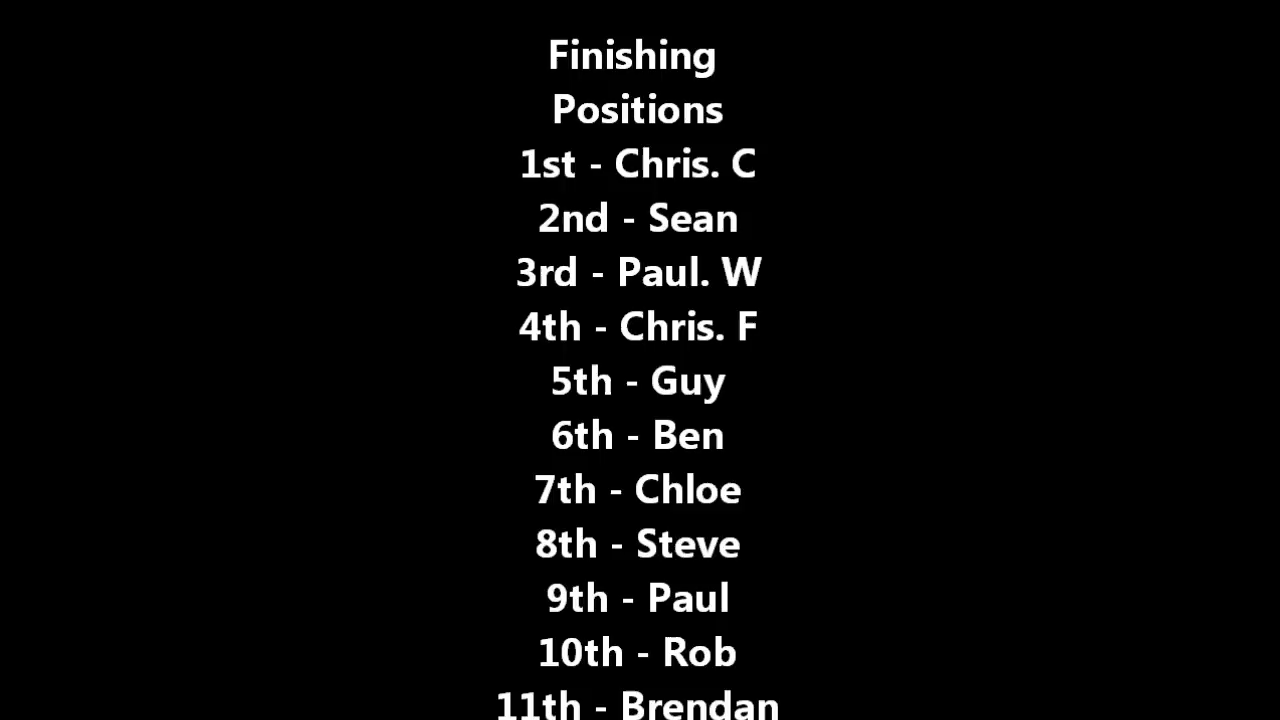 Finishing
Positions
1st - Chris. C
2nd - Sean
3rd - Paul. W
4th - Chris. F
5th - Guy
6th - Ben
7th - Chloe
8th - Steve
9th - Paul
10th - Rob
11th - Brendan